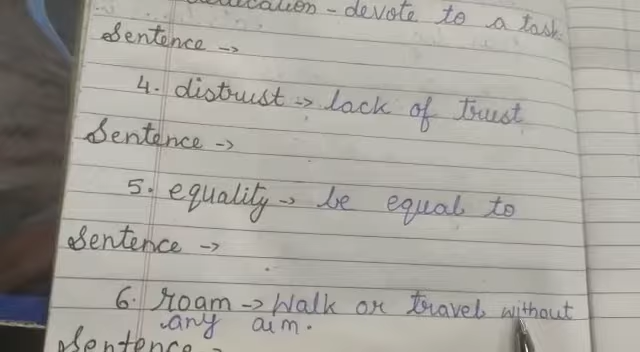 - devote to a task.
Sentence ->
4. distrust -> lack of trust
Sentence ->
5. equality -> be equal to
Sentence ->
6. roam -> Walk or travel without
any aim.
Sentence